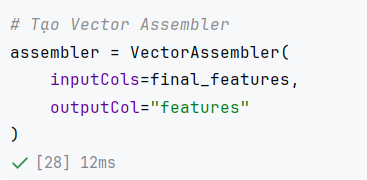 # Tạo Vector Assembler
assembler = VectorAssembler(
    inputCols=final_features,
    outputCol="features"
)
[28] 12ms